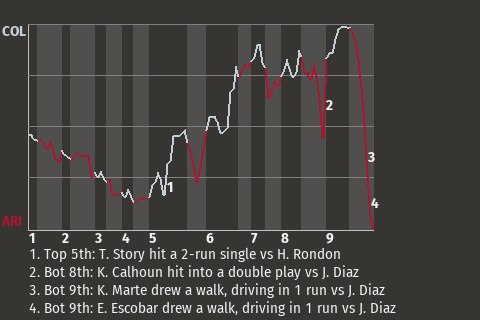 COL
1
2
3
4
ARI
1 2 3 4 5 6 7 8 9
1. Top 5th: T. Story hit a 2-run single vs H. Rondon
2. Bot 8th: K. Calhoun hit into a double play vs J. Diaz
3. Bot 9th: K. Marte drew a walk, driving in 1 run vs J. Diaz
4. Bot 9th: E. Escobar drew a walk, driving in 1 run vs J. Diaz